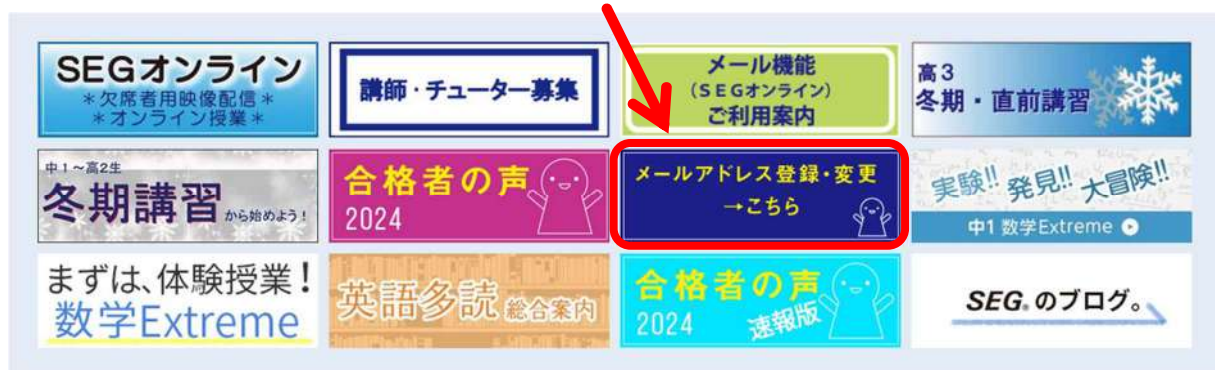 SEGオンライン
＊欠席者用映像配信＊
＊オンライン授業＊
講師・チューター募集
メール機能
（ＳＥＧオンライン）
ご利用案内
高3
冬期・直前講習
中1～高2生
冬期講習 から始めよう！
合格者の声
2024
メールアドレス登録・変更
→こちら
実験!! 発見!! 大冒険!!
中1 数学Extreme
まずは、体験授業！
数学Extreme
英語多読 総合案内
合格者の声
2024 速報版
SEG® のブログ。